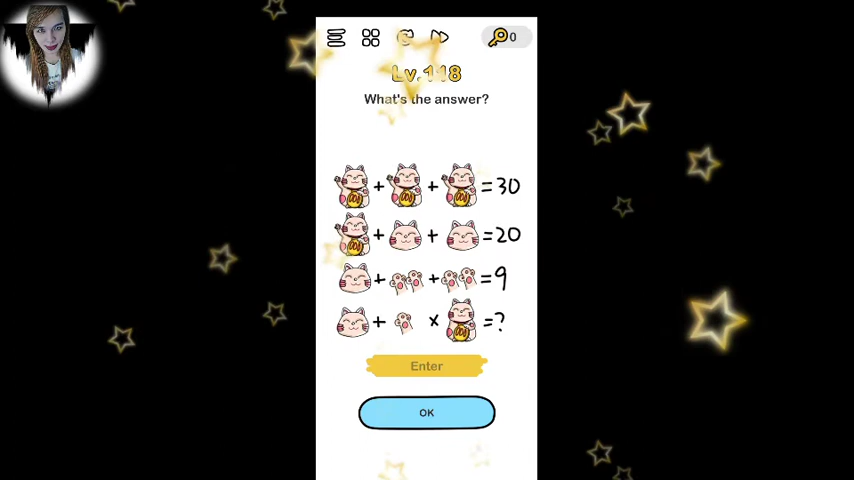 0
Lv.118
What's the answer?
+ + =30
+ + =20
+ + =9
+ × =?
Enter
OK